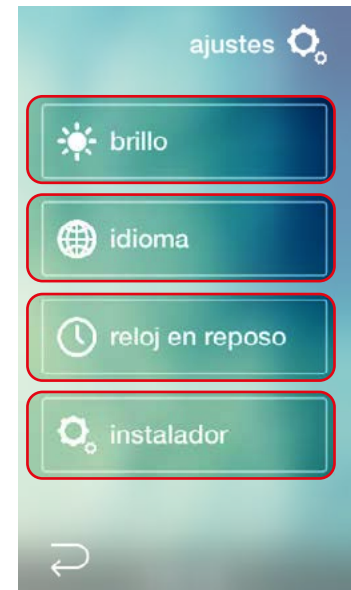 ajustes
brillo
idioma
reloj en reposo
instalador